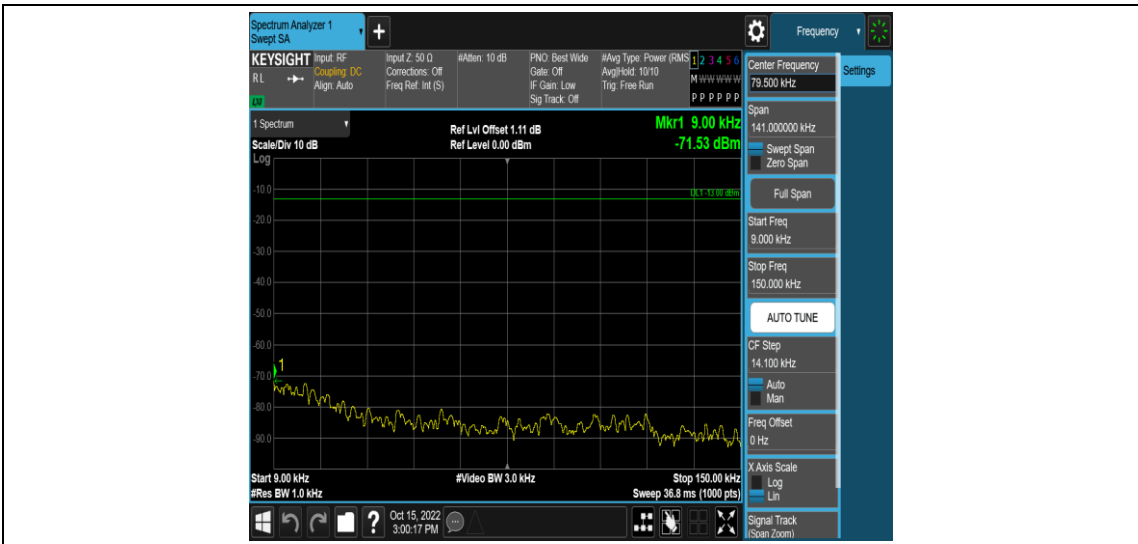 Spectrum Analyzer 1
Swept SA
+
Frequency
KEYSIGHT
RL
LXI
Input: RF
Coupling: DC
Align: Auto
Input Z: 50 Ω
Corrections: Off
Freq Ref: Int (S)
#Atten: 10 dB
PNO: Best Wide
Gate: Off
IF Gain: Low
Sig Track: Off
#Avg Type: Power (RMS
Avg|Hold: 10/10
Trig: Free Run
1 2 3 4 5 6
M W W W W W
P P P P P P
Center Frequency
79.500 kHz
Settings
1 Spectrum
Scale/Div 10 dB
Log
Ref Lvl Offset 1.11 dB
Ref Level 0.00 dBm
Mkr1 9.00 kHz
-71.53 dBm
Span
141.000000 kHz
Swept Span
Zero Span
Full Span
Start Freq
9.000 kHz
Stop Freq
150.000 kHz
AUTO TUNE
CF Step
14.100 kHz
Auto
Man
Freq Offset
0 Hz
X Axis Scale
Log
Lin
Signal Track
(Span Zoom)
DL1 -13.00 dBm
-10.0
-20.0
-30.0
-40.0
-50.0
-60.0
-70.0
-80.0
-90.0
1
Start 9.00 kHz
#Res BW 1.0 kHz
#Video BW 3.0 kHz
Stop 150.00 kHz
Sweep 36.8 ms (1000 pts)
?
Oct 15, 2022
3:00:17 PM